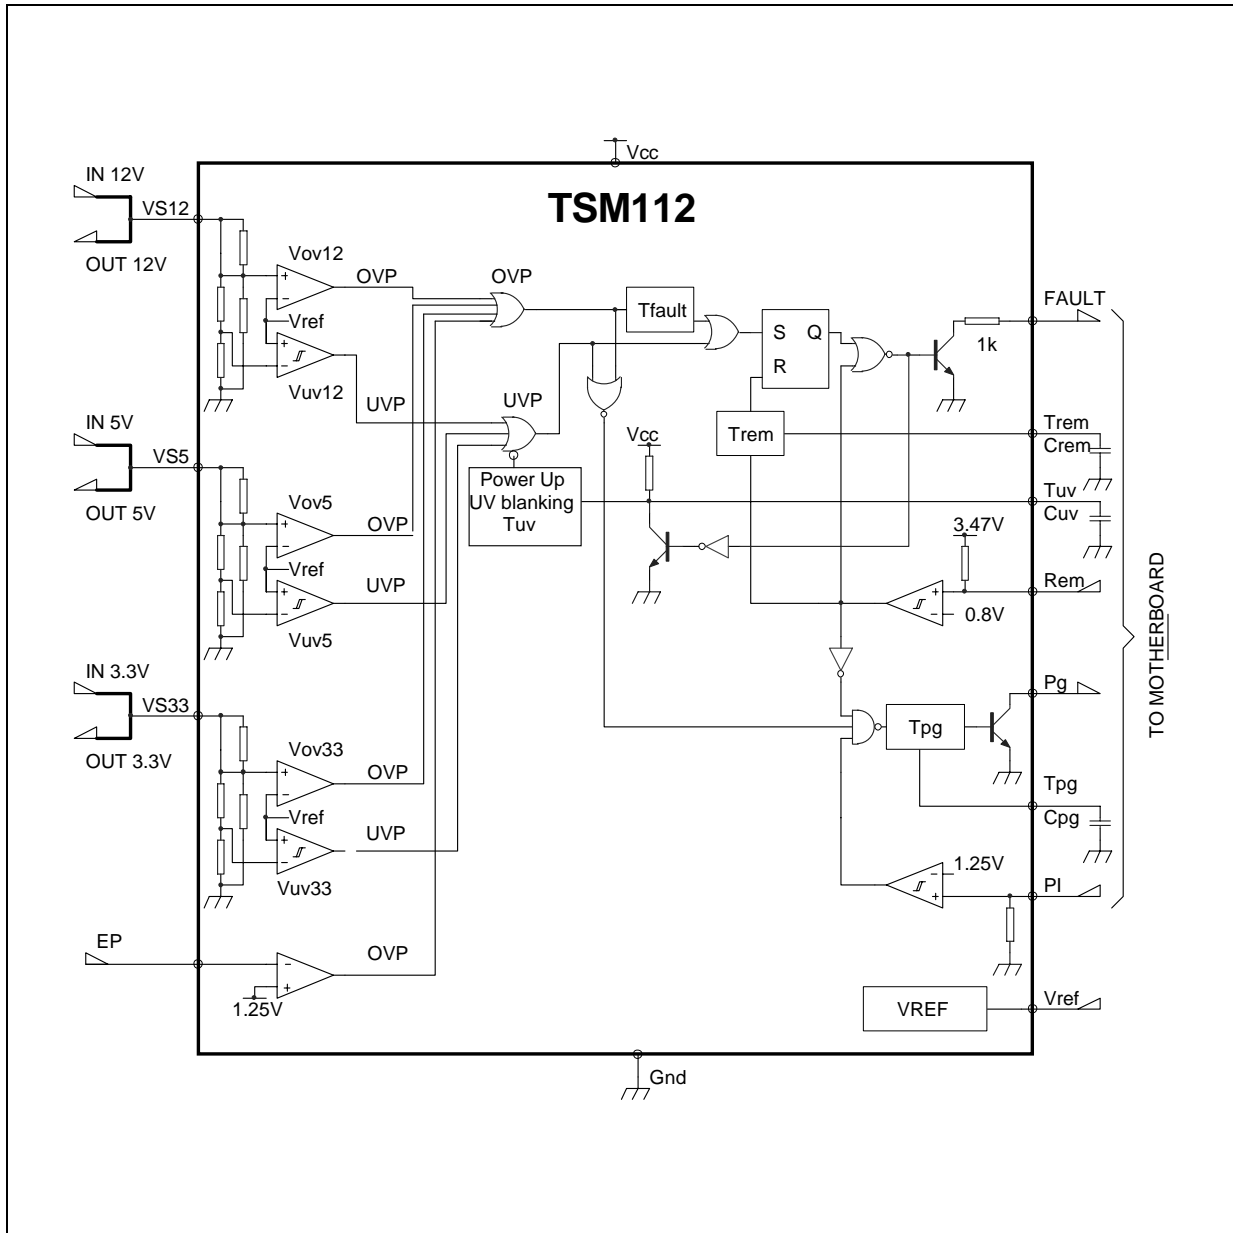 Vcc
TSM112
IN 12V
VS12
OUT 12V
Vov12
OVP
OVP
Vref
Vuv12
UVP
UVP
Tfault
S Q
R
FAULT
1k
Trem
Trem
Crem
Vcc
Power Up
UV blanking
Tuv
Tuv
Cuv
IN 5V
VS5
OUT 5V
Vov5
OVP
Vref
UVP
Vuv5
3.47V
Rem
0.8V
IN 3.3V
VS33
OUT 3.3V
Vov33
OVP
Vref
UVP
Vuv33
Tpg
Pg
Tpg
Cpg
1.25V
PI
EP
OVP
1.25V
VREF
Vref
Gnd
TO MOTHERBOARD